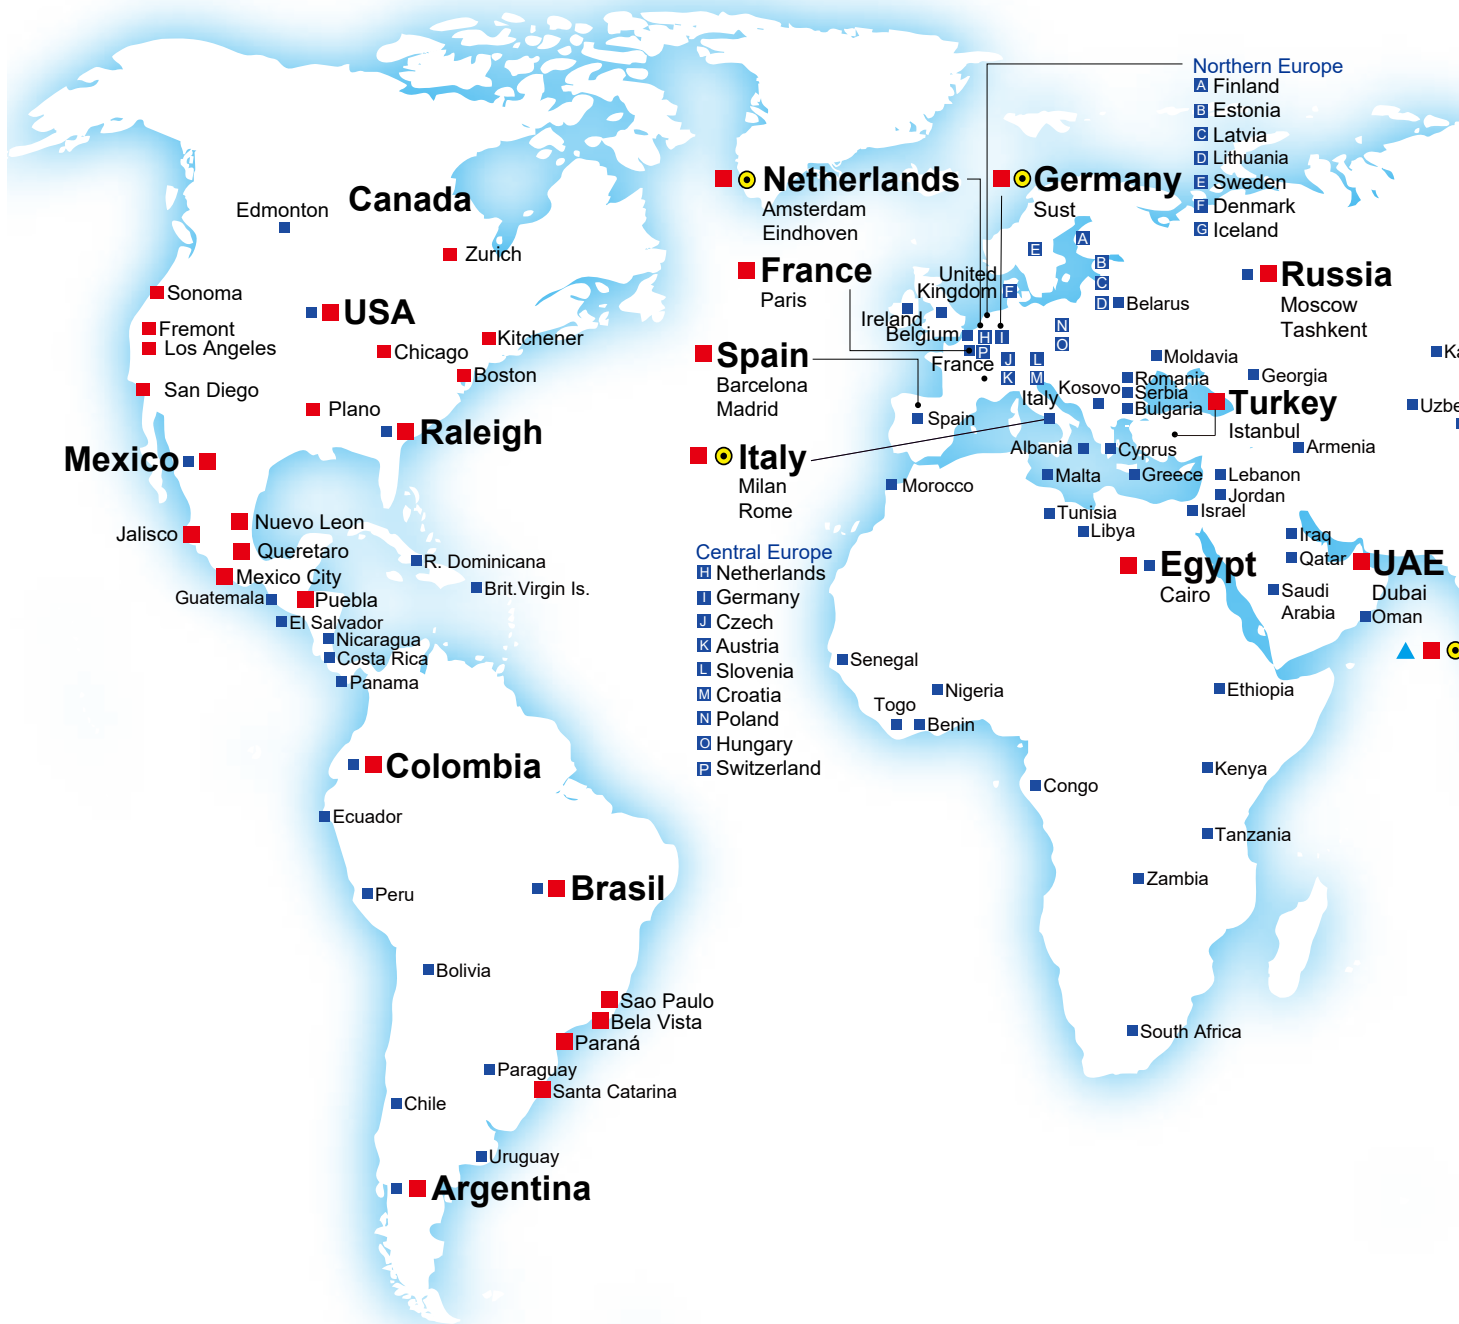 Northern Europe
A Finland
B Estonia
C Latvia
D Lithuania
E Sweden
F Denmark
G Iceland
Canada
Edmonton
Zurich
Sonoma
USA
Fremont
Los Angeles
Kitchener
Chicago
Boston
San Diego
Plano
Raleigh
Mexico
Nuevo Leon
Jalisco
Queretaro
Mexico City
Guatemala
Puebla
El Salvador
Nicaragua
Costa Rica
Panama
R. Dominicana
Brit.Virgin Is.
Colombia
Ecuador
Peru
Brasil
Bolivia
Sao Paulo
Bela Vista
Paraná
Paraguay
Santa Catarina
Chile
Uruguay
Argentina
Netherlands
Amsterdam
Eindhoven
Germany
Sust
France
Paris
Spain
Barcelona
Madrid
Italy
Milan
Rome
Russia
Moscow
Tashkent
Turkey
Istanbul
Egypt
Cairo
UAE
Dubai
Central Europe
H Netherlands
I Germany
J Czech
K Austria
L Slovenia
M Croatia
N Poland
O Hungary
P Switzerland
E
A
B
C
D
Belarus
United
Kingdom
F
Ireland
Belgium
H
I
P
N
O
France
J
L
K
M
Kosovo
Italy
Spain
Moldavia
Romania
Serbia
Bulgaria
Georgia
Armenia
Albania
Cyprus
Malta
Greece
Lebanon
Jordan
Israel
Morocco
Tunisia
Libya
Iraq
Qatar
Saudi
Arabia
Oman
Ka
Uzbe
Senegal
Nigeria
Togo
Benin
Ethiopia
Congo
Kenya
Tanzania
Zambia
South Africa